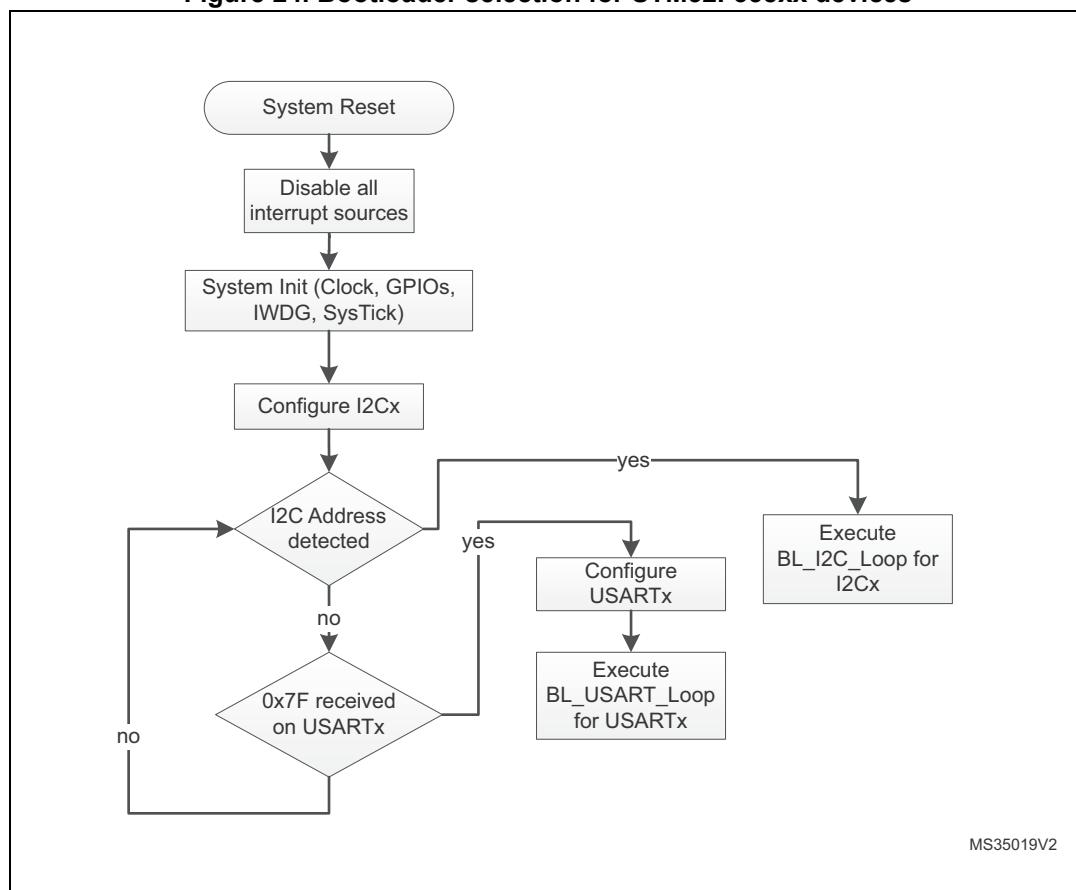 System Reset
Disable all
interrupt sources
System Init (Clock, GPIOs,
IWDG, SysTick)
Configure I2Cx
yes
I2C Address
detected
yes
Execute
BL_I2C_Loop for
I2Cx
Configure
USARTx
no
Execute
BL_USART_Loop
for USARTx
0x7F received
on USARTx
no
MS35019V2